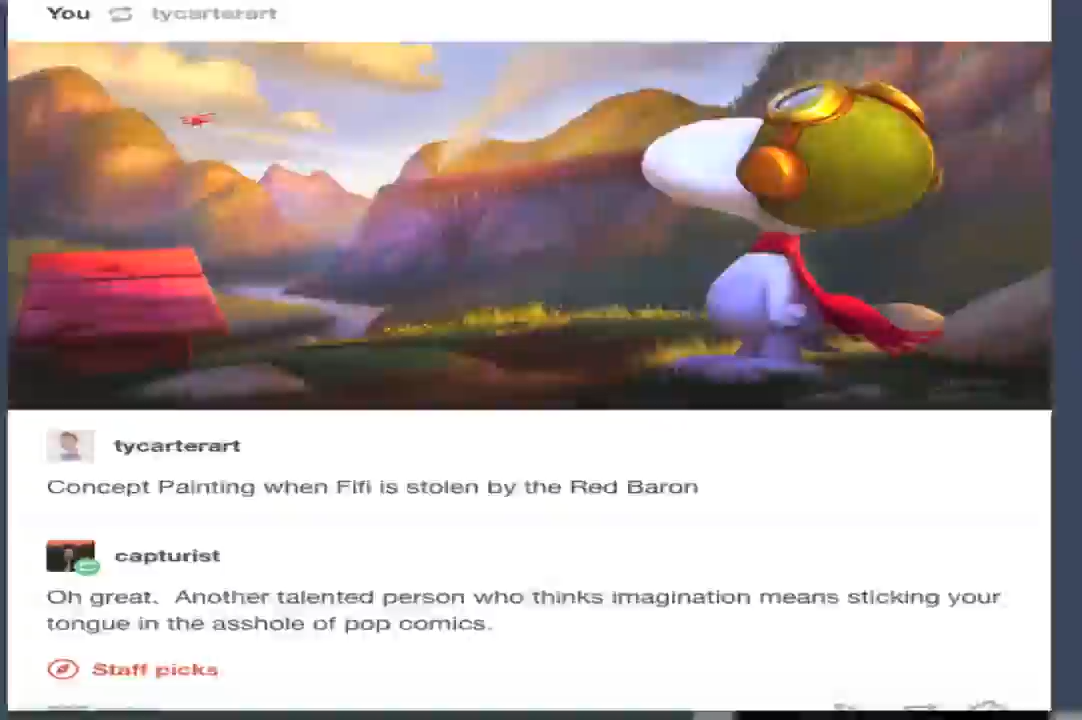 You tycarterart
tycarterart
Concept Painting when Fifi is stolen by the Red Baron
capturist
Oh great. Another talented person who thinks imagination means sticking your
tongue in the asshole of pop comics.
Staff picks